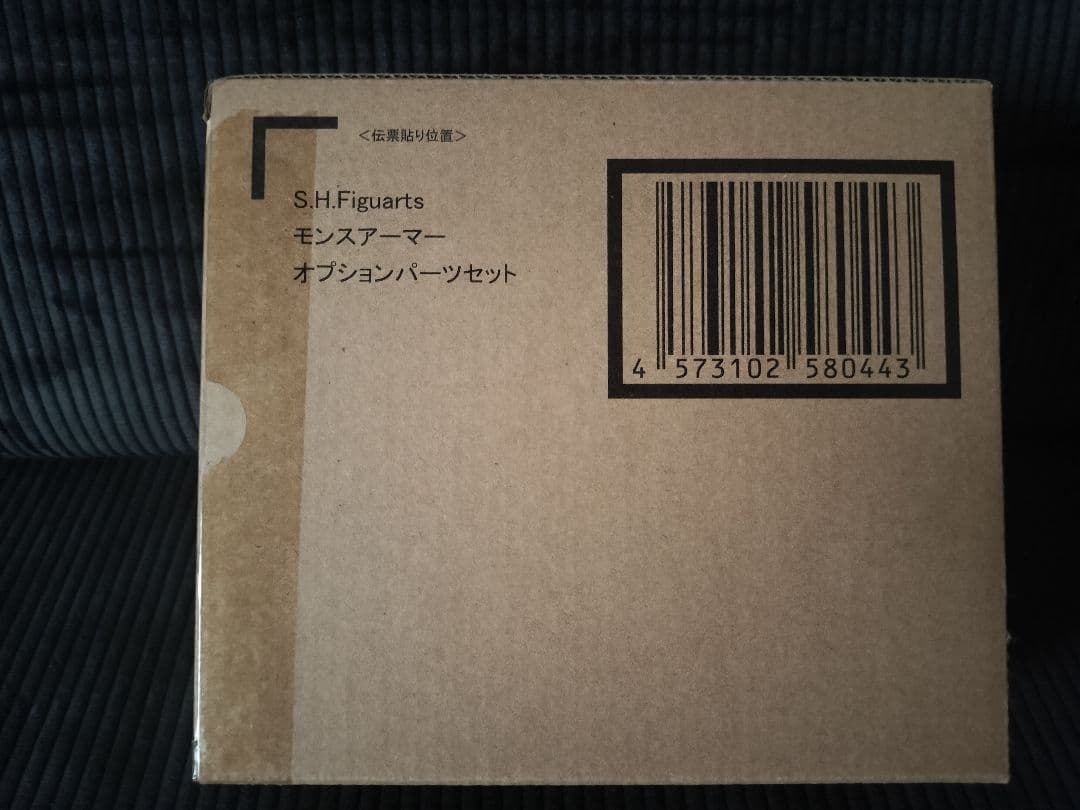 ＜伝票貼り位置＞
S.H.Figuarts
モンスアーマー
オプションパーツセット
4 573102 580443